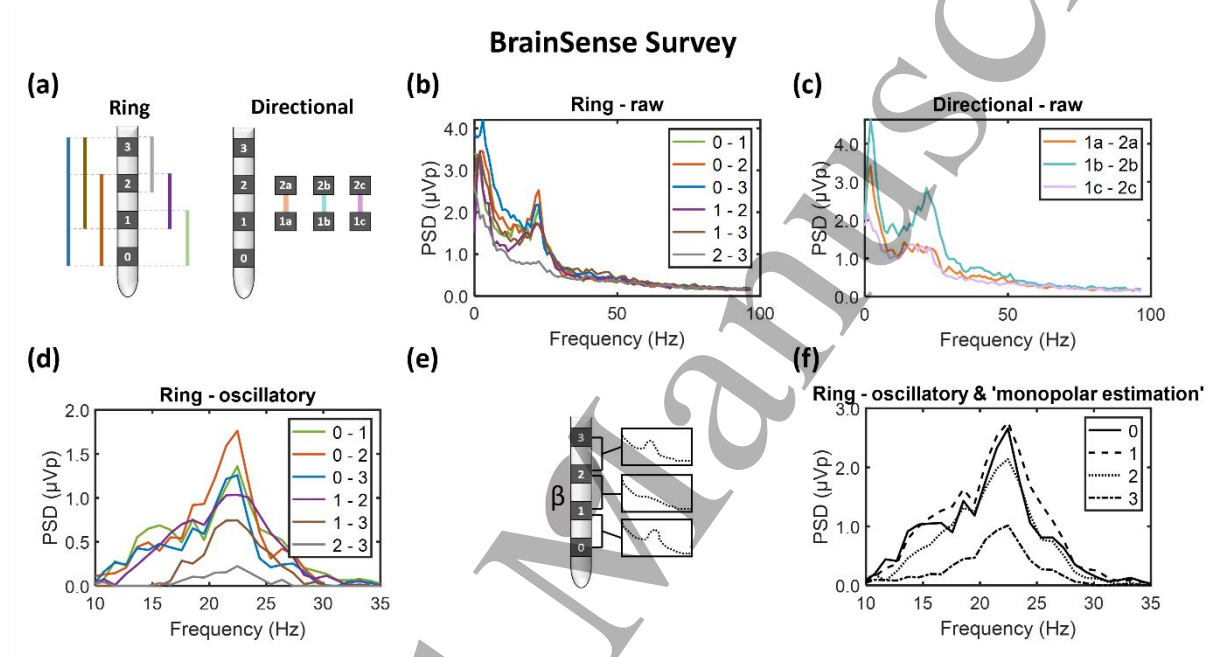 BrainSense Survey
(a)
Ring
Directional
3
2
1
0
3
2
1
0
2a 2b 2c
1a 1b 1c
(b)
Ring - raw
PSD (µVp)
4.0
3.0
2.0
1.0
0.0
0 50 100
Frequency (Hz)
0 - 1
0 - 2
0 - 3
1 - 2
1 - 3
2 - 3
(c)
Directional - raw
PSD (µVp)
4.0
3.0
2.0
1.0
0.0
0 50 100
Frequency (Hz)
1a - 2a
1b - 2b
1c - 2c
(d)
Ring - oscillatory
PSD (µVp)
2.0
1.5
1.0
0.5
0.0
10 15 20 25 30 35
Frequency (Hz)
0 - 1
0 - 2
0 - 3
1 - 2
1 - 3
2 - 3
(e)
3
2
β
1
0
(f)
Ring - oscillatory & 'monopolar estimation'
PSD (µVp)
3.0
2.0
1.0
0.0
10 15 20 25 30 35
Frequency (Hz)
0
1
2
3
Manusc